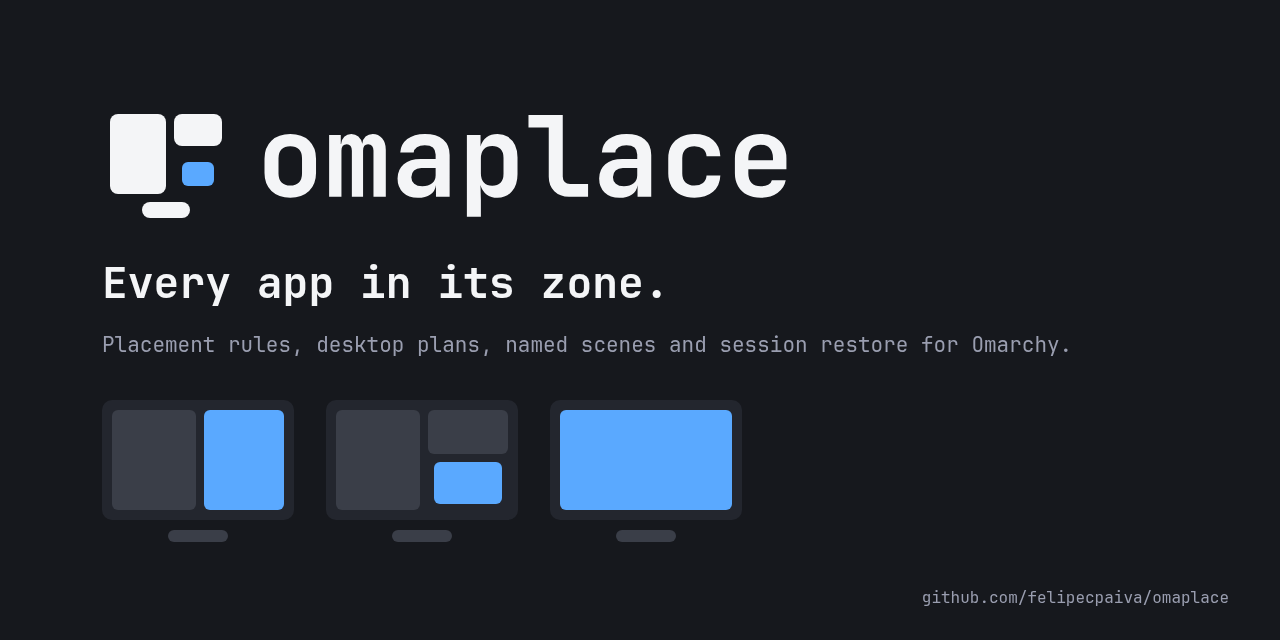 omaplace
Every app in its zone.
Placement rules, desktop plans, named scenes and session restore for Omarchy.
github.com/felipecpaiva/omaplace